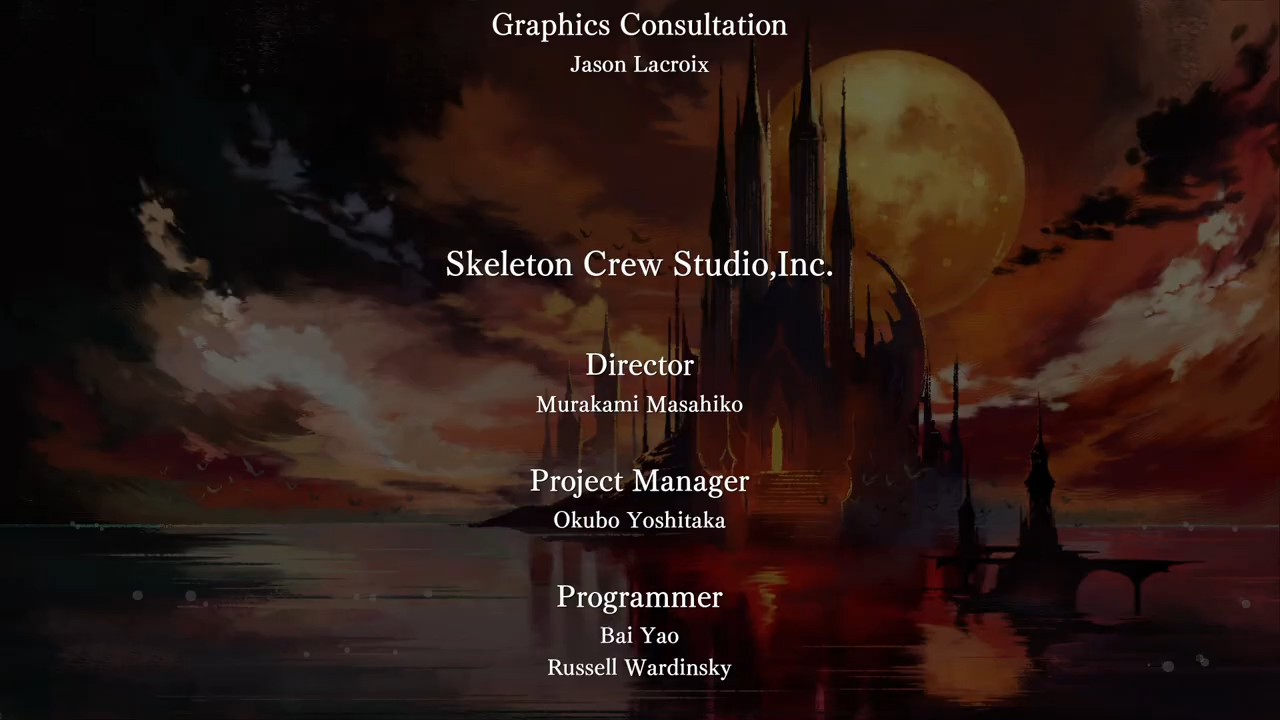 Graphics Consultation
Jason Lacroix
Skeleton Crew Studio,Inc.
Director
Murakami Masahiko
Project Manager
Okubo Yoshitaka
Programmer
Bai Yao
Russell Wardinsky